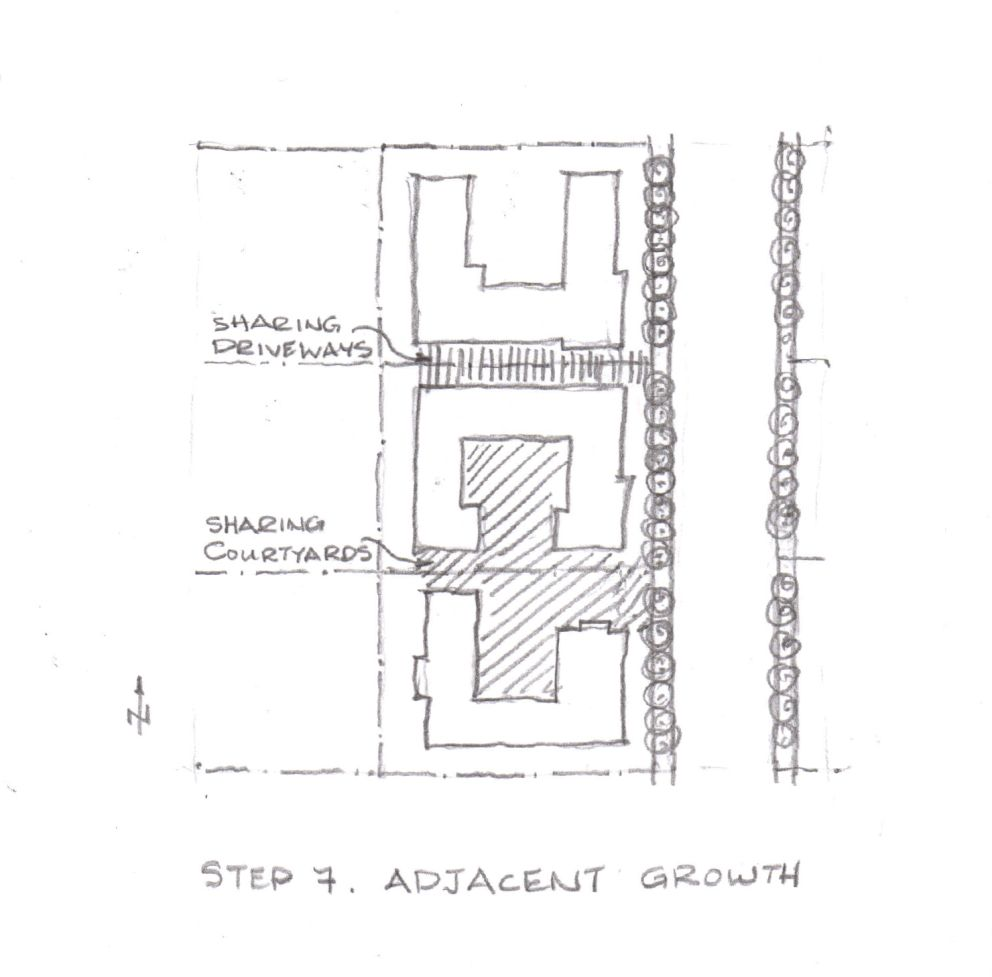 SHARING
DRIVEWAYS
SHARING
COURTYARDS
N
STEP 7. ADJACENT GROWTH